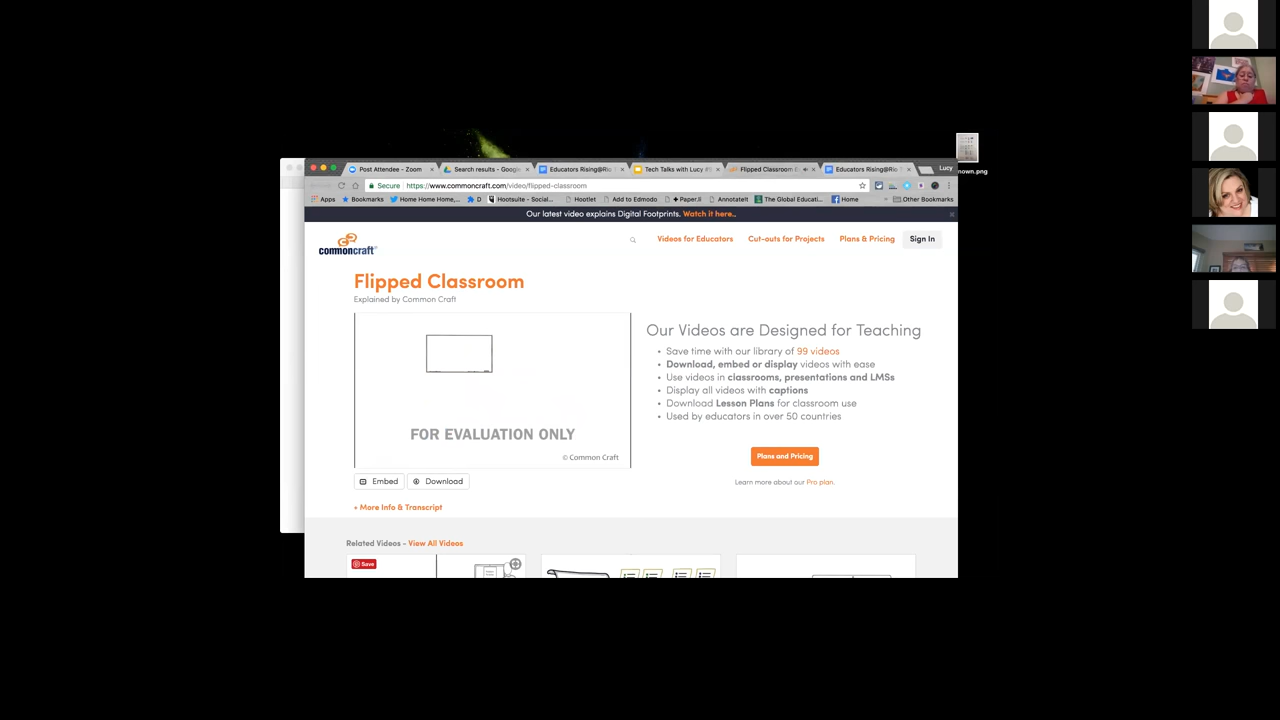 Post Attendee - Zoom
Search results - Google
Educators Rising@Rio
Tech Talks with Lucy #
Flipped Classroom E
Educators Rising@Rio
Lucy
Secure
https://www.commoncraft.com/video/flipped-classroom
nown.png
Apps
Bookmarks
Twitter Home Home Home,...
D
Hootsuite - Social...
Hootlet
Add to Edmodo
+ Paper.li
AnnotateIt
The Global Educati...
Home
Other Bookmarks
Our latest video explains Digital Footprints. Watch it here..
commoncraft
Videos for Educators
Cut-outs for Projects
Plans & Pricing
Sign In
Flipped Classroom
Explained by Common Craft
FOR EVALUATION ONLY
© Common Craft
Embed
Download
+ More Info & Transcript
Our Videos are Designed for Teaching
• Save time with our library of 99 videos
• Download, embed or display videos with ease
• Use videos in classrooms, presentations and LMSs
• Display all videos with captions
• Download Lesson Plans for classroom use
• Used by educators in over 50 countries
Plans and Pricing
Learn more about our Pro plan.
Related Videos - View All Videos
Save